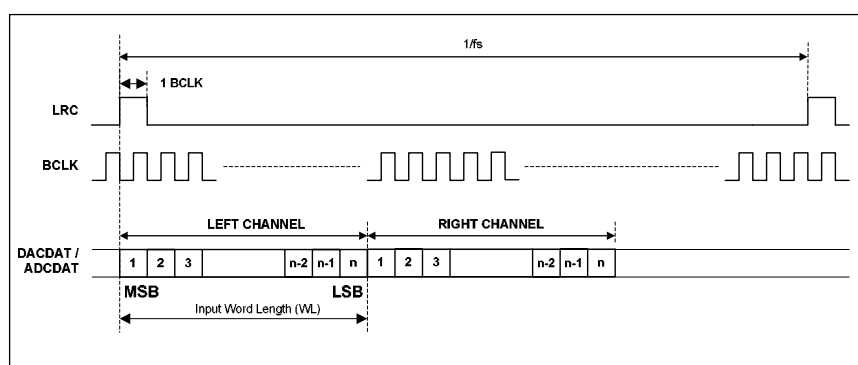 1/fs
1 BCLK
LRC
BCLK
LEFT CHANNEL RIGHT CHANNEL
DACDAT /
ADCDAT
1 2 3 n-2 n-1 n 1 2 3 n-2 n-1 n
MSB LSB
Input Word Length (WL)